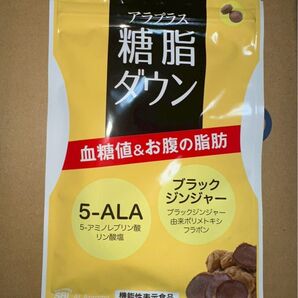 アラプラス
糖脂
ダウン
血糖値&お腹の脂肪
5-ALA
5-アミノレブリン酸
リン酸塩
ブラック
ジンジャー
ブラックジンジャー
由来ポリメトキシ
フラボン
SBI
機能性表示食品